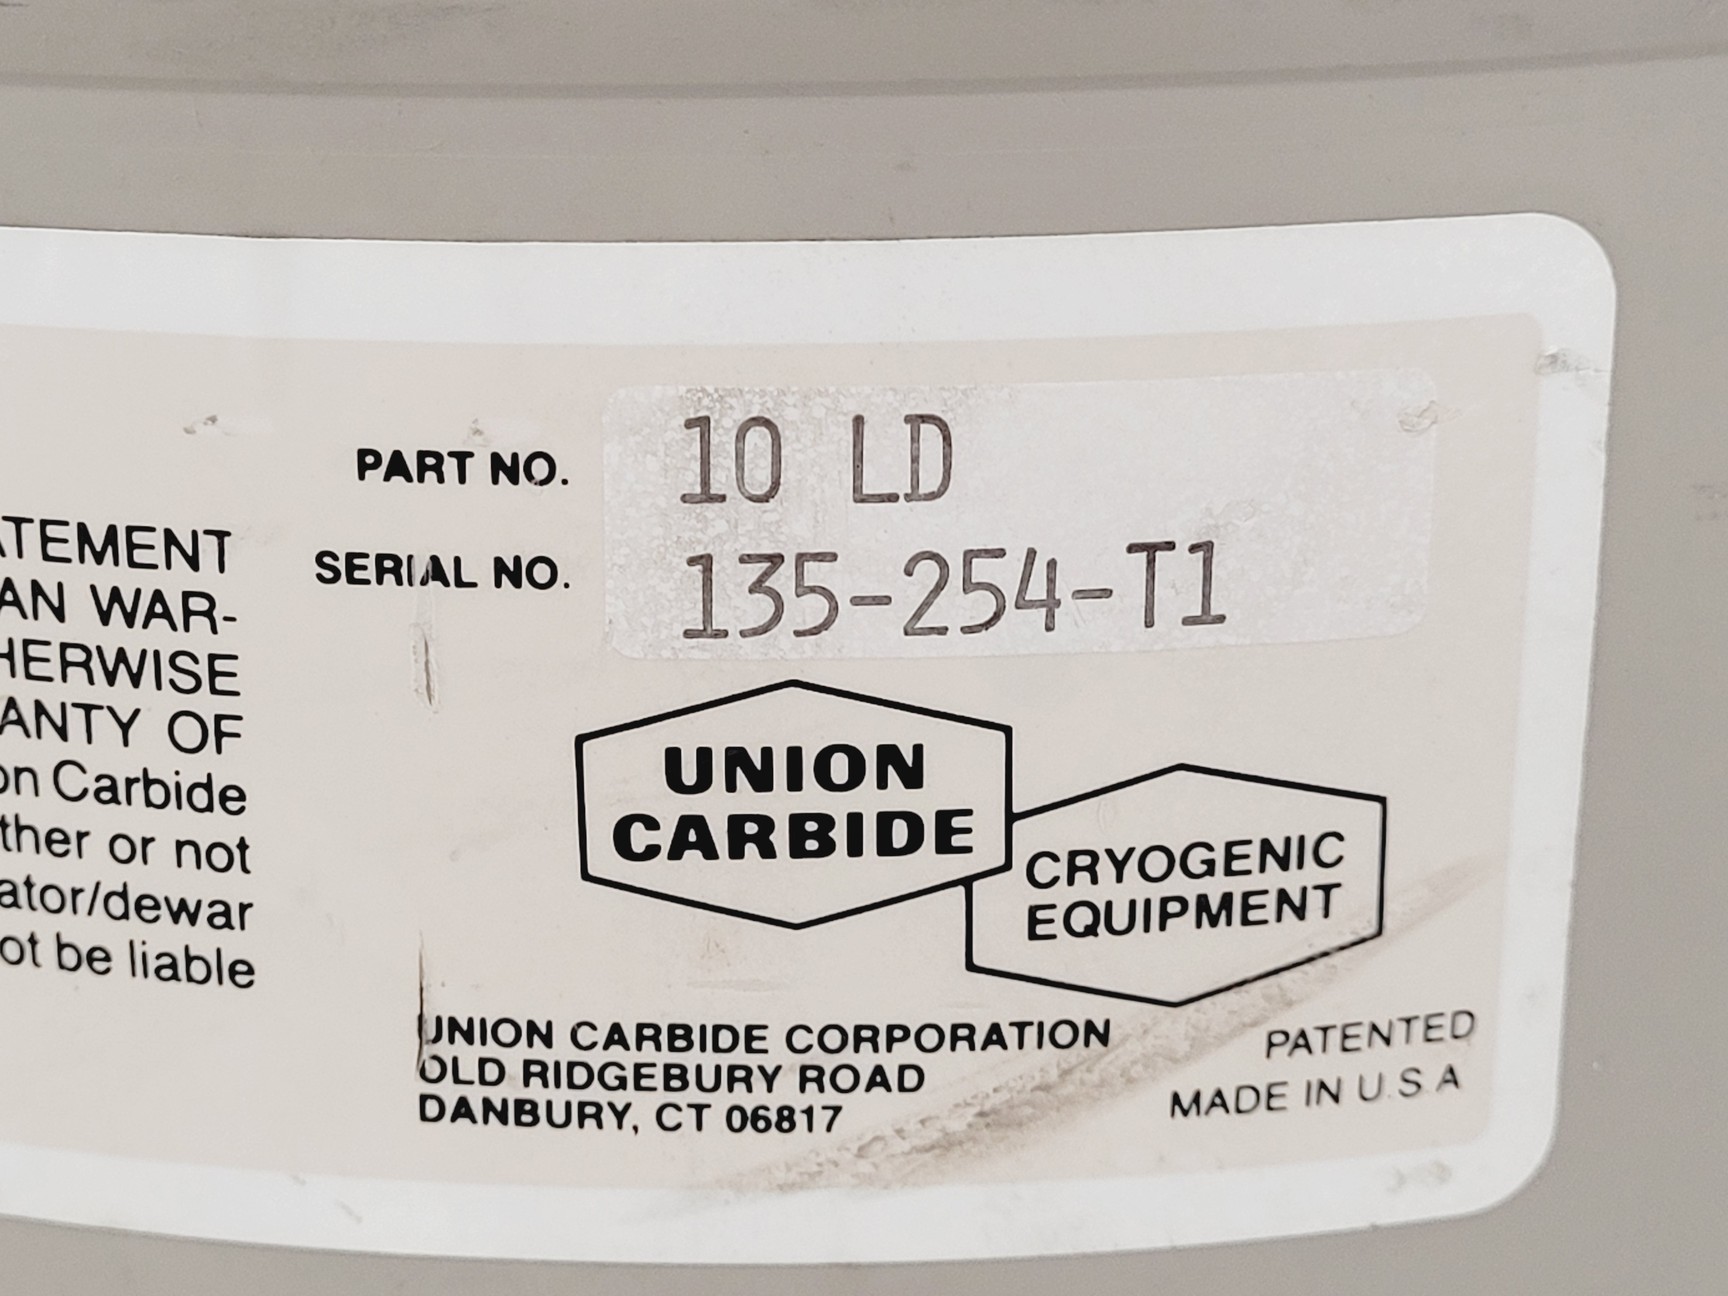 PART NO. 10 LD
SERIAL NO. 135-254-T1
TEMENT
AN WAR-
HERWISE
ANTY OF
on Carbide
ther or not
ator/dewar
ot be liable
UNION
CARBIDE
CRYOGENIC
EQUIPMENT
UNION CARBIDE CORPORATION
OLD RIDGEBURY ROAD
DANBURY, CT 06817
PATENTED
MADE IN U.S A